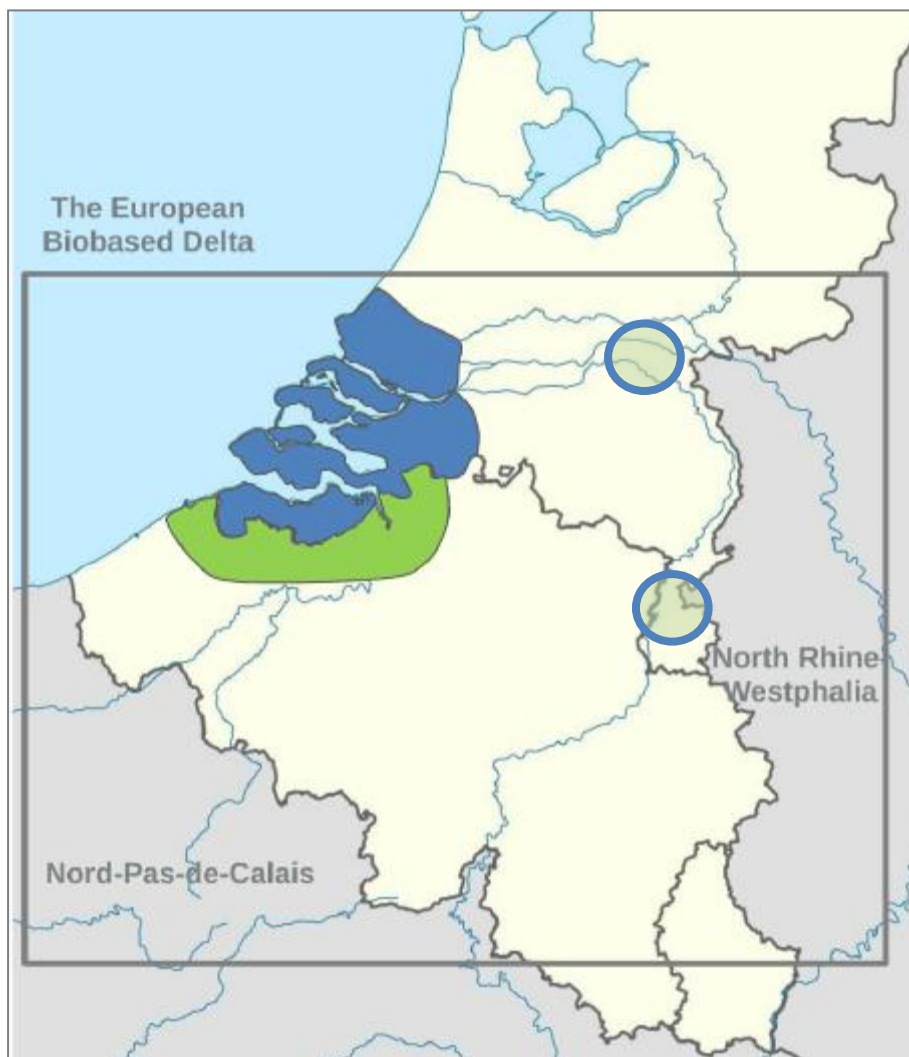 The European
Biobased Delta
North Rhine
Westphalia
Nord-Pas-de-Calais